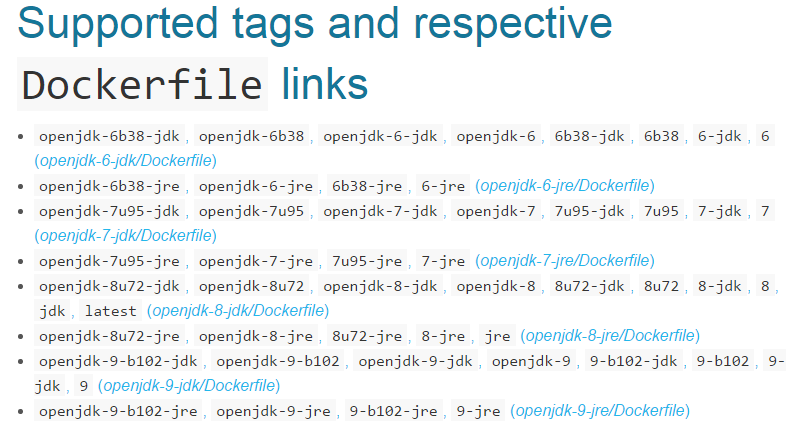 Supported tags and respective
Dockerfile links
openjdk-6b38-jdk, openjdk-6b38, openjdk-6-jdk, openjdk-6, 6b38-jdk, 6b38, 6-jdk, 6
(openjdk-6-jdk/Dockerfile)
openjdk-6b38-jre, openjdk-6-jre, 6b38-jre, 6-jre (openjdk-6-jre/Dockerfile)
openjdk-7u95-jdk, openjdk-7u95, openjdk-7-jdk, openjdk-7, 7u95-jdk, 7u95, 7-jdk, 7
(openjdk-7-jdk/Dockerfile)
openjdk-7u95-jre, openjdk-7-jre, 7u95-jre, 7-jre (openjdk-7-jre/Dockerfile)
openjdk-8u72-jdk, openjdk-8u72, openjdk-8-jdk, openjdk-8, 8u72-jdk, 8u72, 8-jdk, 8,
jdk, latest (openjdk-8-jdk/Dockerfile)
openjdk-8u72-jre, openjdk-8-jre, 8u72-jre, 8-jre, jre (openjdk-8-jre/Dockerfile)
openjdk-9-b102-jdk, openjdk-9-b102, openjdk-9-jdk, openjdk-9, 9-b102-jdk, 9-b102, 9-
jdk, 9 (openjdk-9-jdk/Dockerfile)
openjdk-9-b102-jre, openjdk-9-jre, 9-b102-jre, 9-jre (openjdk-9-jre/Dockerfile)